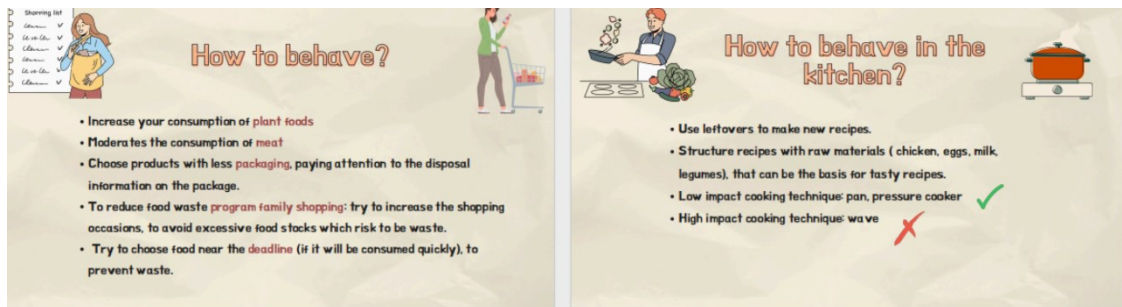 Shopping list
How to behave?
• Increase your consumption of plant foods
• Moderates the consumption of meat
• Choose products with less packaging, paying attention to the disposal
information on the package.
• To reduce food waste program family shopping: try to increase the shopping
occasions, to avoid excessive food stocks which risk to be waste.
• Try to choose food near the deadline (if it will be consumed quickly), to
prevent waste.
How to behave in the
kitchen?
• Use leftovers to make new recipes.
• Structure recipes with raw materials ( chicken, eggs, milk,
legumes), that can be the basis for tasty recipes.
• Low impact cooking technique: pan, pressure cooker
• High impact cooking technique: wave